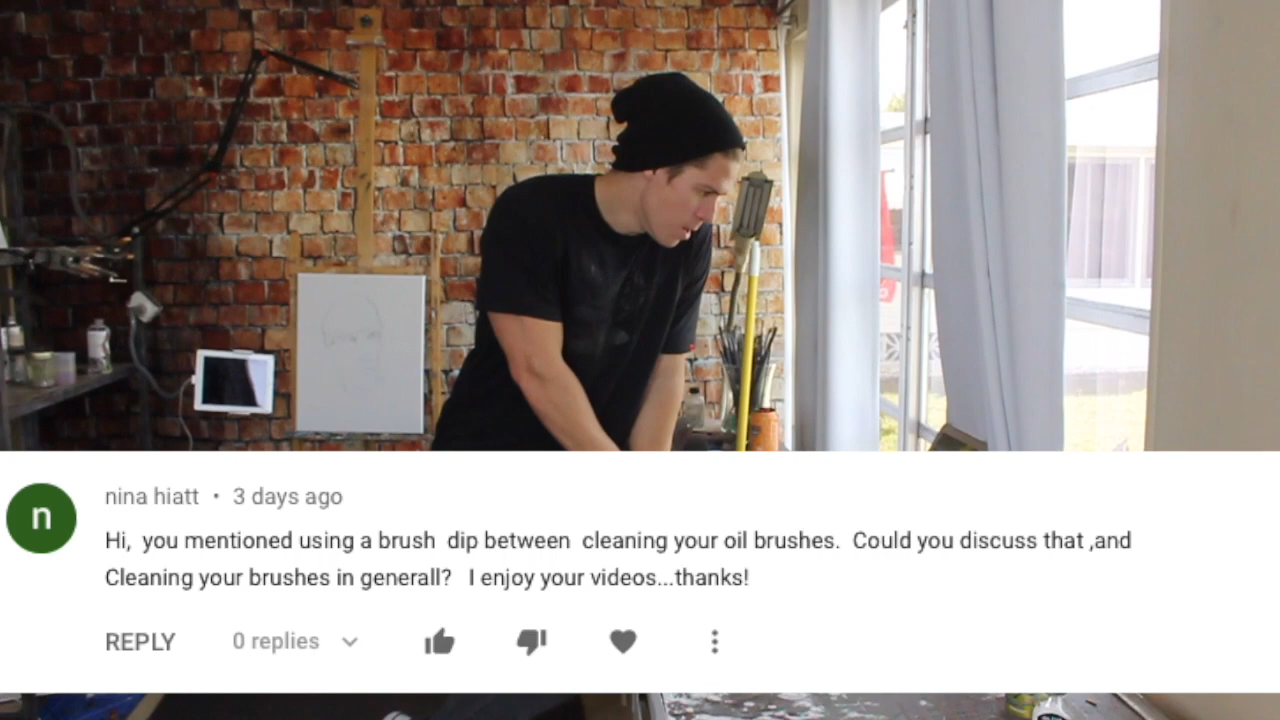 n
nina hiatt • 3 days ago
Hi, you mentioned using a brush dip between cleaning your oil brushes. Could you discuss that ,and
Cleaning your brushes in generall? I enjoy your videos...thanks!
REPLY 0 replies